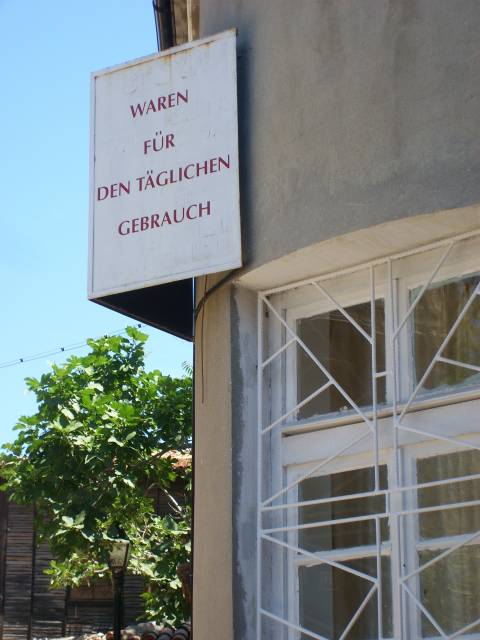 WAREN
FÜR
DEN TÄGLICHEN
GEBRAUCH